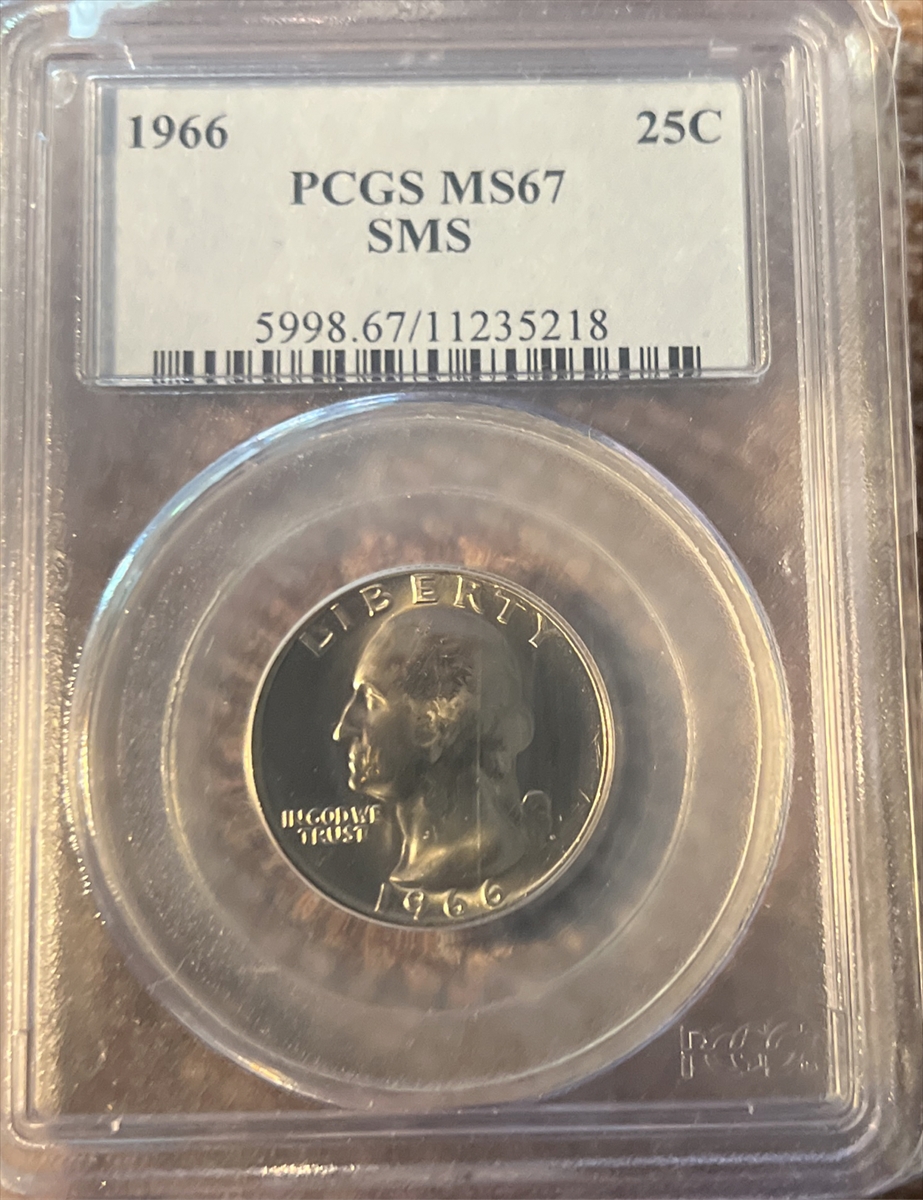 1966 25C
PCGS MS67
SMS
5998.67/11235218
LIBERTY
IN GOD WE
TRUST
1966
PCGS